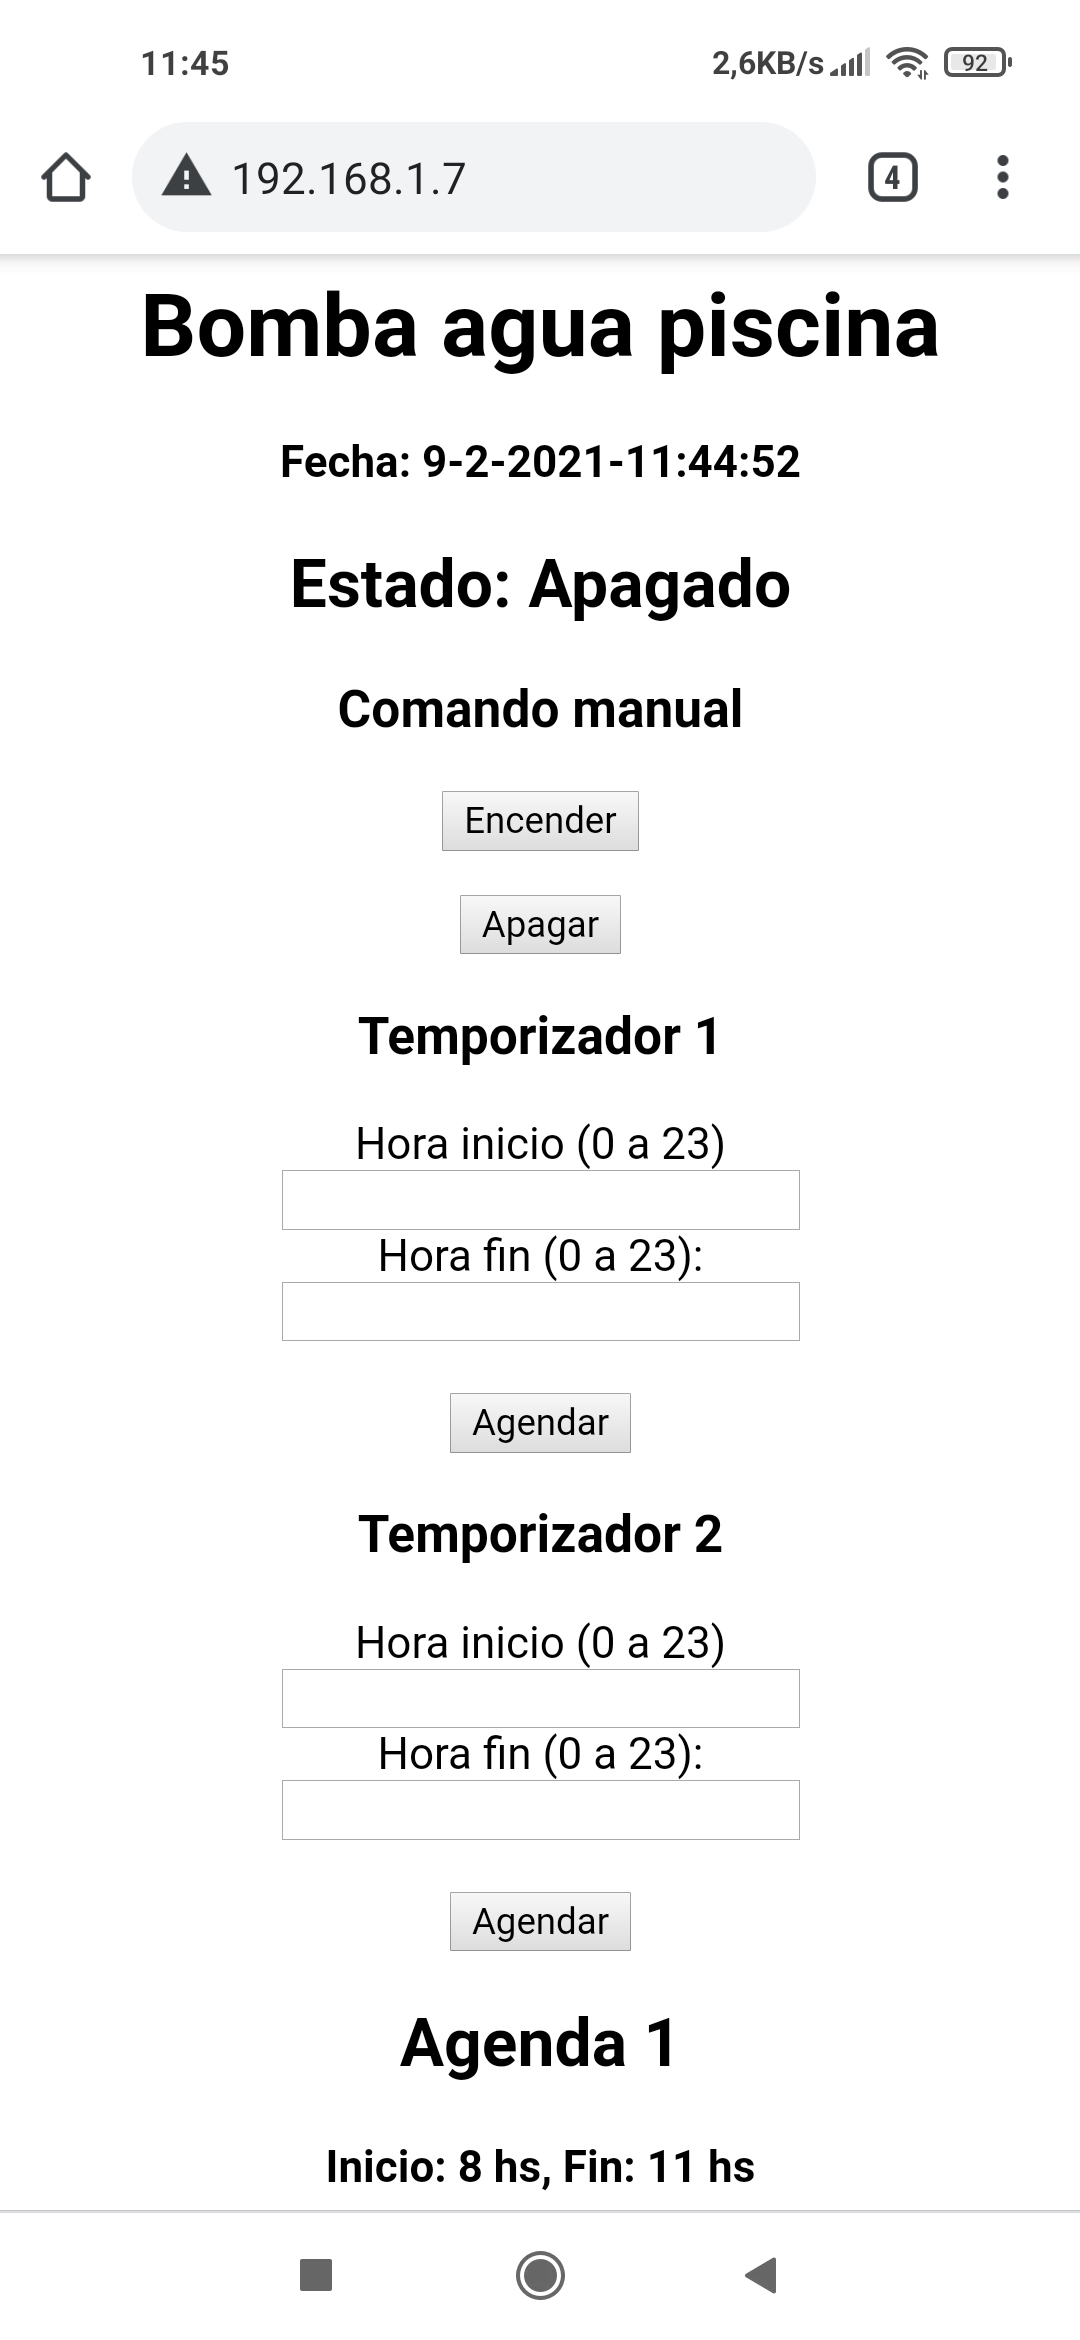 11:45
2,6KB/s 92
192.168.1.7 4
Bomba agua piscina
Fecha: 9-2-2021-11:44:52
Estado: Apagado
Comando manual
Encender
Apagar
Temporizador 1
Hora inicio (0 a 23)
Hora fin (0 a 23):
Agendar
Temporizador 2
Hora inicio (0 a 23)
Hora fin (0 a 23):
Agendar
Agenda 1
Inicio: 8 hs, Fin: 11 hs